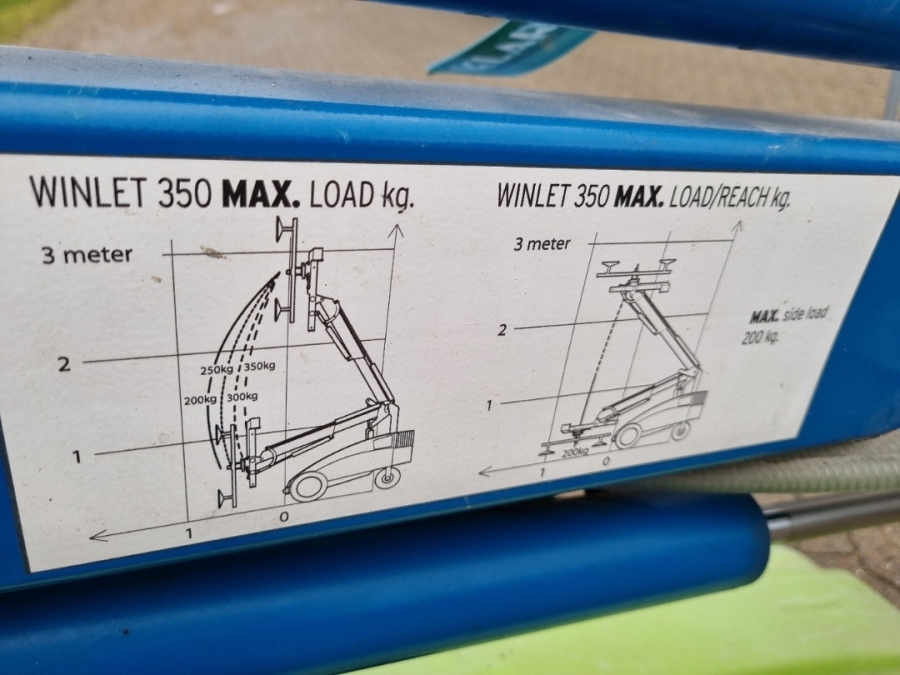 KLAR
WINLET 350 MAX. LOAD kg.
3 meter
2
250kg
350kg
200kg
300kg
1
1
0
WINLET 350 MAX. LOAD/REACH kg.
3 meter
2
MAX. side load
200 kg.
1
200kg
1
0